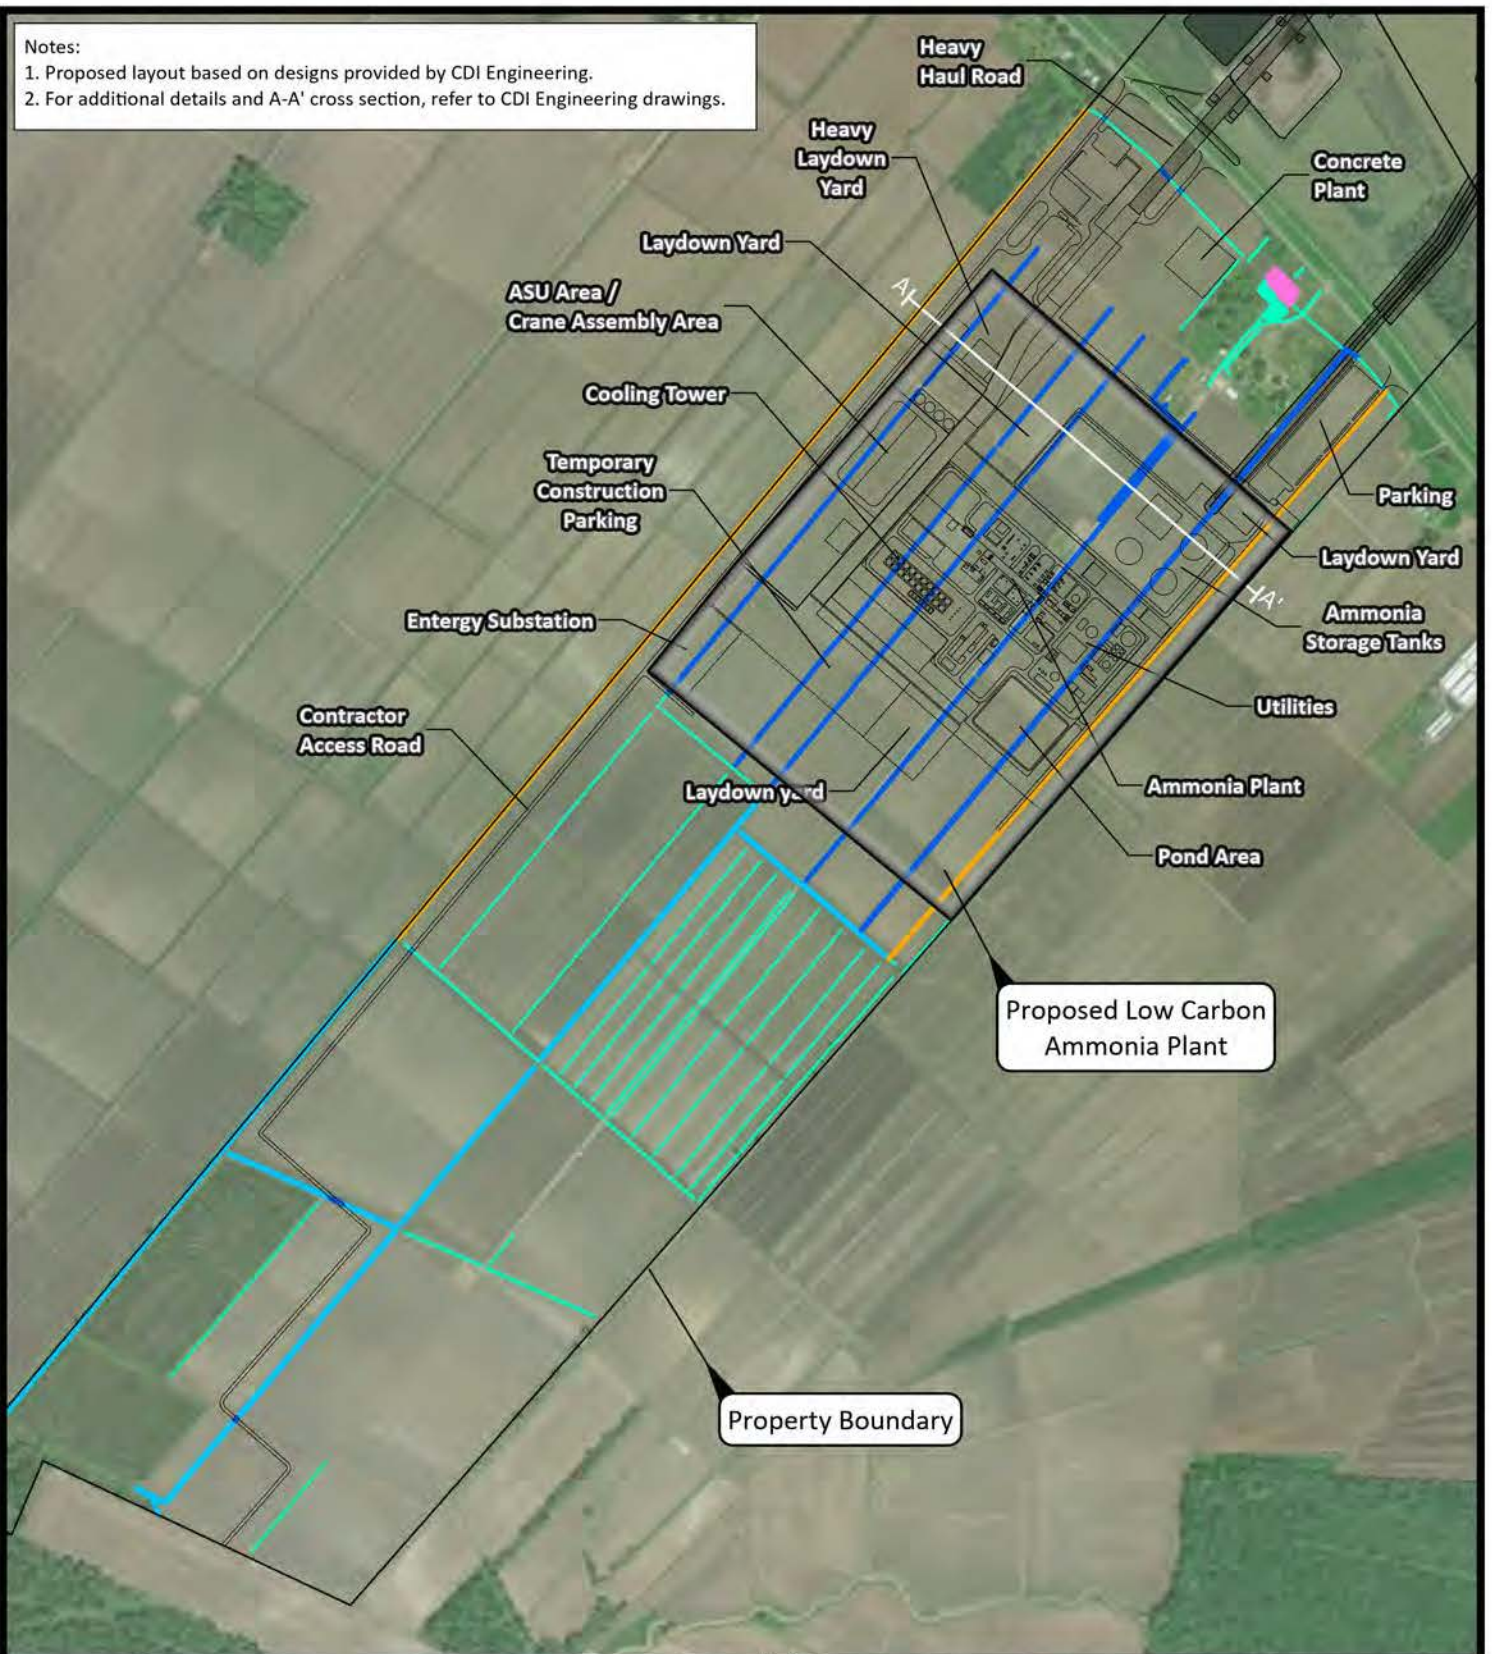 Notes:
1. Proposed layout based on designs provided by CDI Engineering.
2. For additional details and A-A' cross section, refer to CDI Engineering drawings.
Heavy
Haul Road
Heavy
Laydown
Yard
Concrete
Plant
Laydown Yard
A
ASU Area /
Crane Assembly Area
Cooling Tower
Temporary
Construction
Parking
Parking
Laydown Yard
A'
Ammonia
Storage Tanks
Entergy Substation
Utilities
Contractor
Access Road
Laydown yard
Ammonia Plant
Pond Area
Proposed Low Carbon
Ammonia Plant
Property Boundary